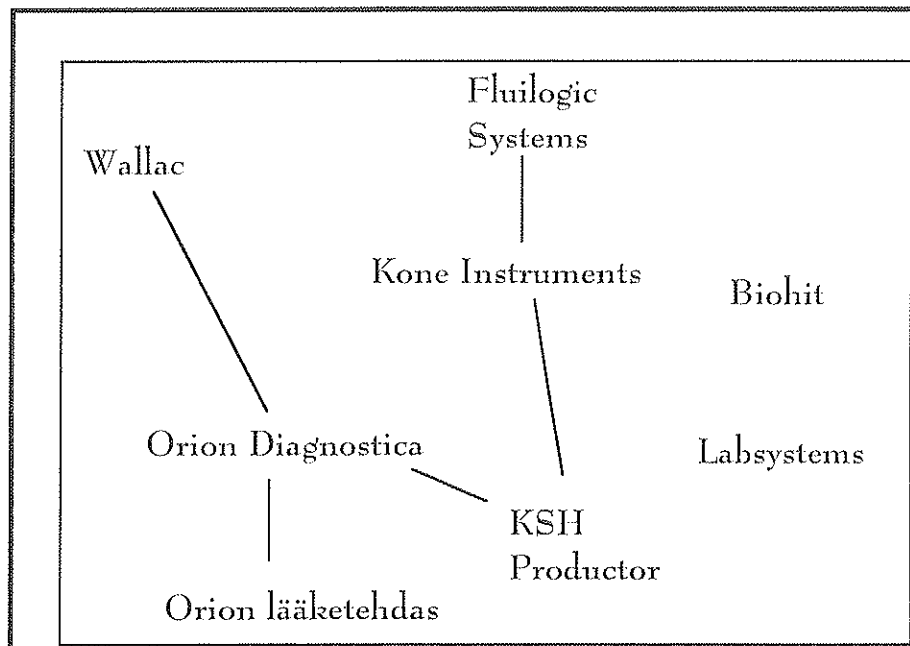 Fluilogic
Systems
Wallac
Kone Instruments
Biohit
Orion Diagnostica
Labsystems
KSH
Productor
Orion lääketehdas